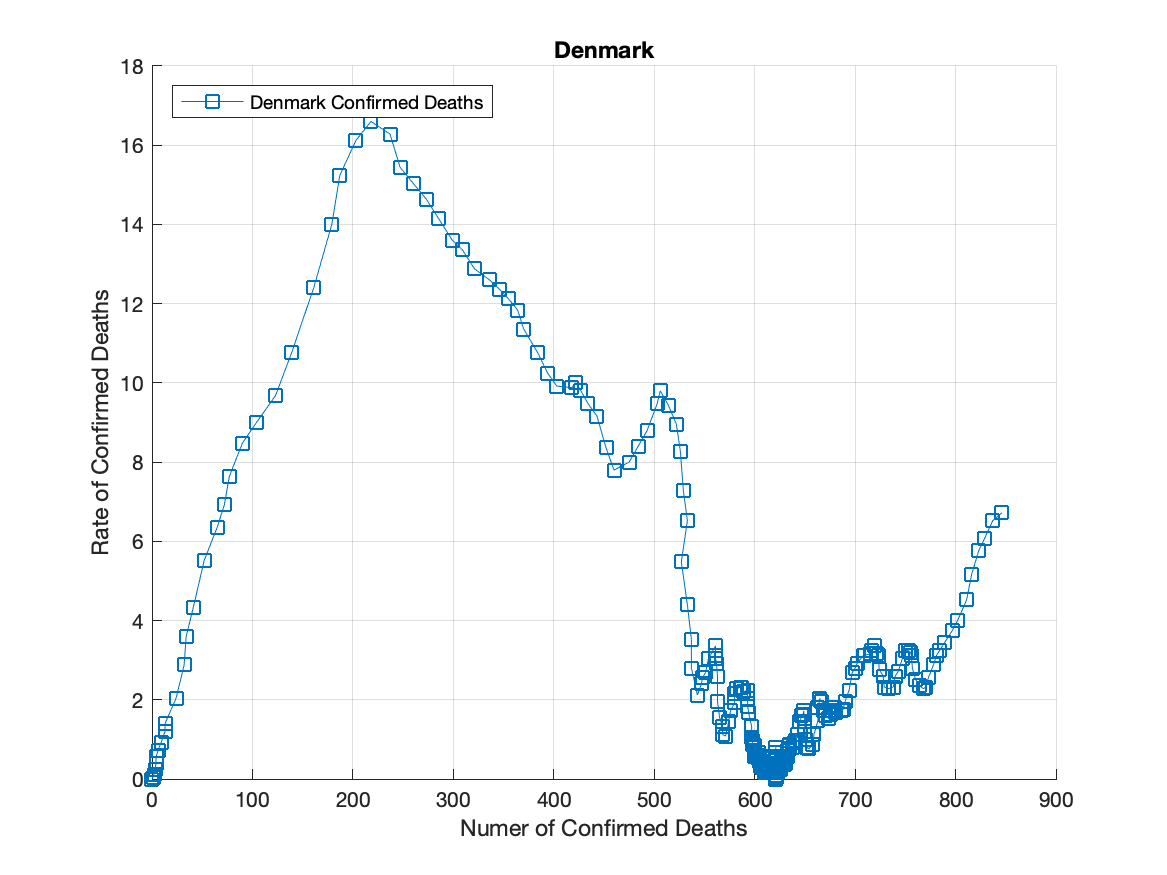 Denmark
Denmark Confirmed Deaths
Rate of Confirmed Deaths
18
16
14
12
10
8
6
4
2
0
0 100 200 300 400 500 600 700 800 900
Numer of Confirmed Deaths